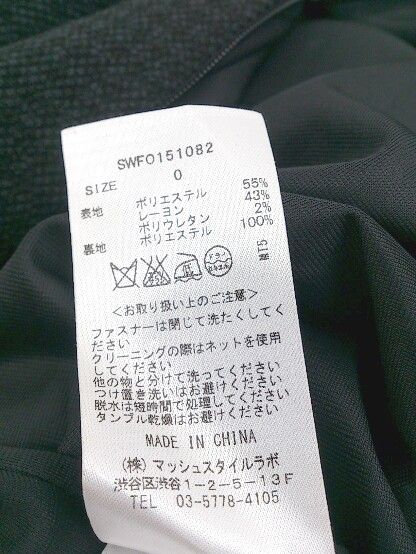 SWFO151082
SIZE 0
表地 ポリエステル 55%
レーヨン 43%
ポリウレタン 2%
裏地 ポリエステル 100%
MT5
低
ドライ
<お取り扱い上のご注意>
ファスナーは閉じて洗たくしてく
ださい
クリーニングの際はネットを使用
してください
他の物と分けて洗ってください
つけ置き洗いはお避けください
脱水は短時間で処理してください
タンブル乾燥はお避けください
MADE IN CHINA
(株)マッシュスタイルラボ
渋谷区渋谷1-2-5-13F
TEL 03-5778-4105